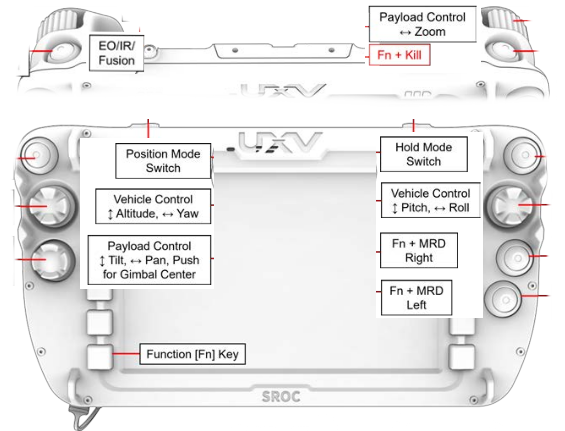 Payload Control
↔ Zoom
EO/IR/
Fusion
Fn + Kill
UXV
UXV
Position Mode
Switch
Hold Mode
Switch
Vehicle Control
↕ Altitude, ↔ Yaw
Vehicle Control
↕ Pitch, ↔ Roll
Payload Control
↕ Tilt, ↔ Pan, Push
for Gimbal Center
Fn + MRD
Right
Fn + MRD
Left
Function [Fn] Key
SROC